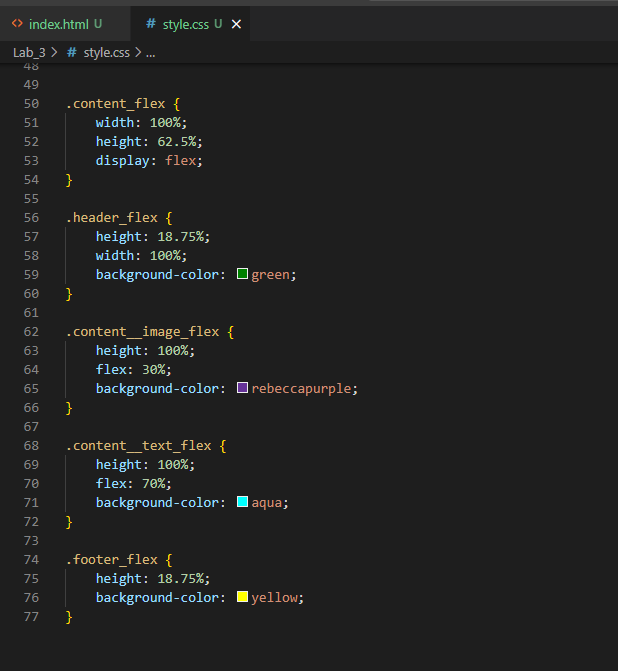 index.html U
style.css U
Lab_3 > # style.css > ...
48
49
50 .content_flex {
51 width: 100%;
52 height: 62.5%;
53 display: flex;
54 }
55
56 .header_flex {
57 height: 18.75%;
58 width: 100%;
59 background-color: green;
60 }
61
62 .content__image_flex {
63 height: 100%;
64 flex: 30%;
65 background-color: rebeccapurple;
66 }
67
68 .content__text_flex {
69 height: 100%;
70 flex: 70%;
71 background-color: aqua;
72 }
73
74 .footer_flex {
75 height: 18.75%;
76 background-color: yellow;
77 }